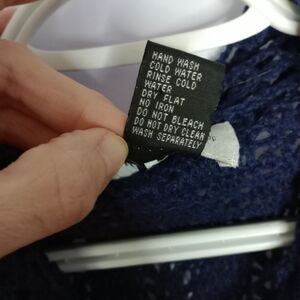 HAND WASH
COLD WATER
RINSE COLD
WATER
DRY FLAT
NO IRON
DO NOT BLEACH
DO NOT DRY CLEAN
WASH SEPARATELY